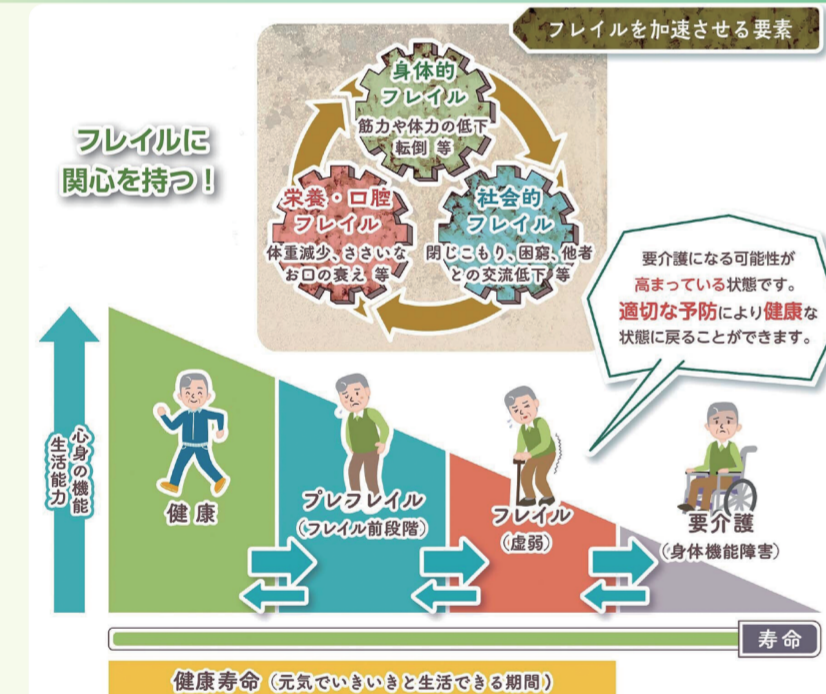 フレイルを加速させる要素
フレイルに
関心を持つ！
身体的
フレイル
筋力や体力の低下
転倒 等
栄養・口腔
フレイル
体重減少、ささいな
お口の衰え 等
社会的
フレイル
閉じこもり、困窮、他者
との交流低下 等
要介護になる可能性が
高まっている状態です。
適切な予防により健康な
状態に戻ることができます。
心身の機能
生活能力
健康
プレフレイル
（フレイル前段階）
フレイル
（虚弱）
要介護
（身体機能障害）
寿命
健康寿命（元気でいきいきと生活できる期間）